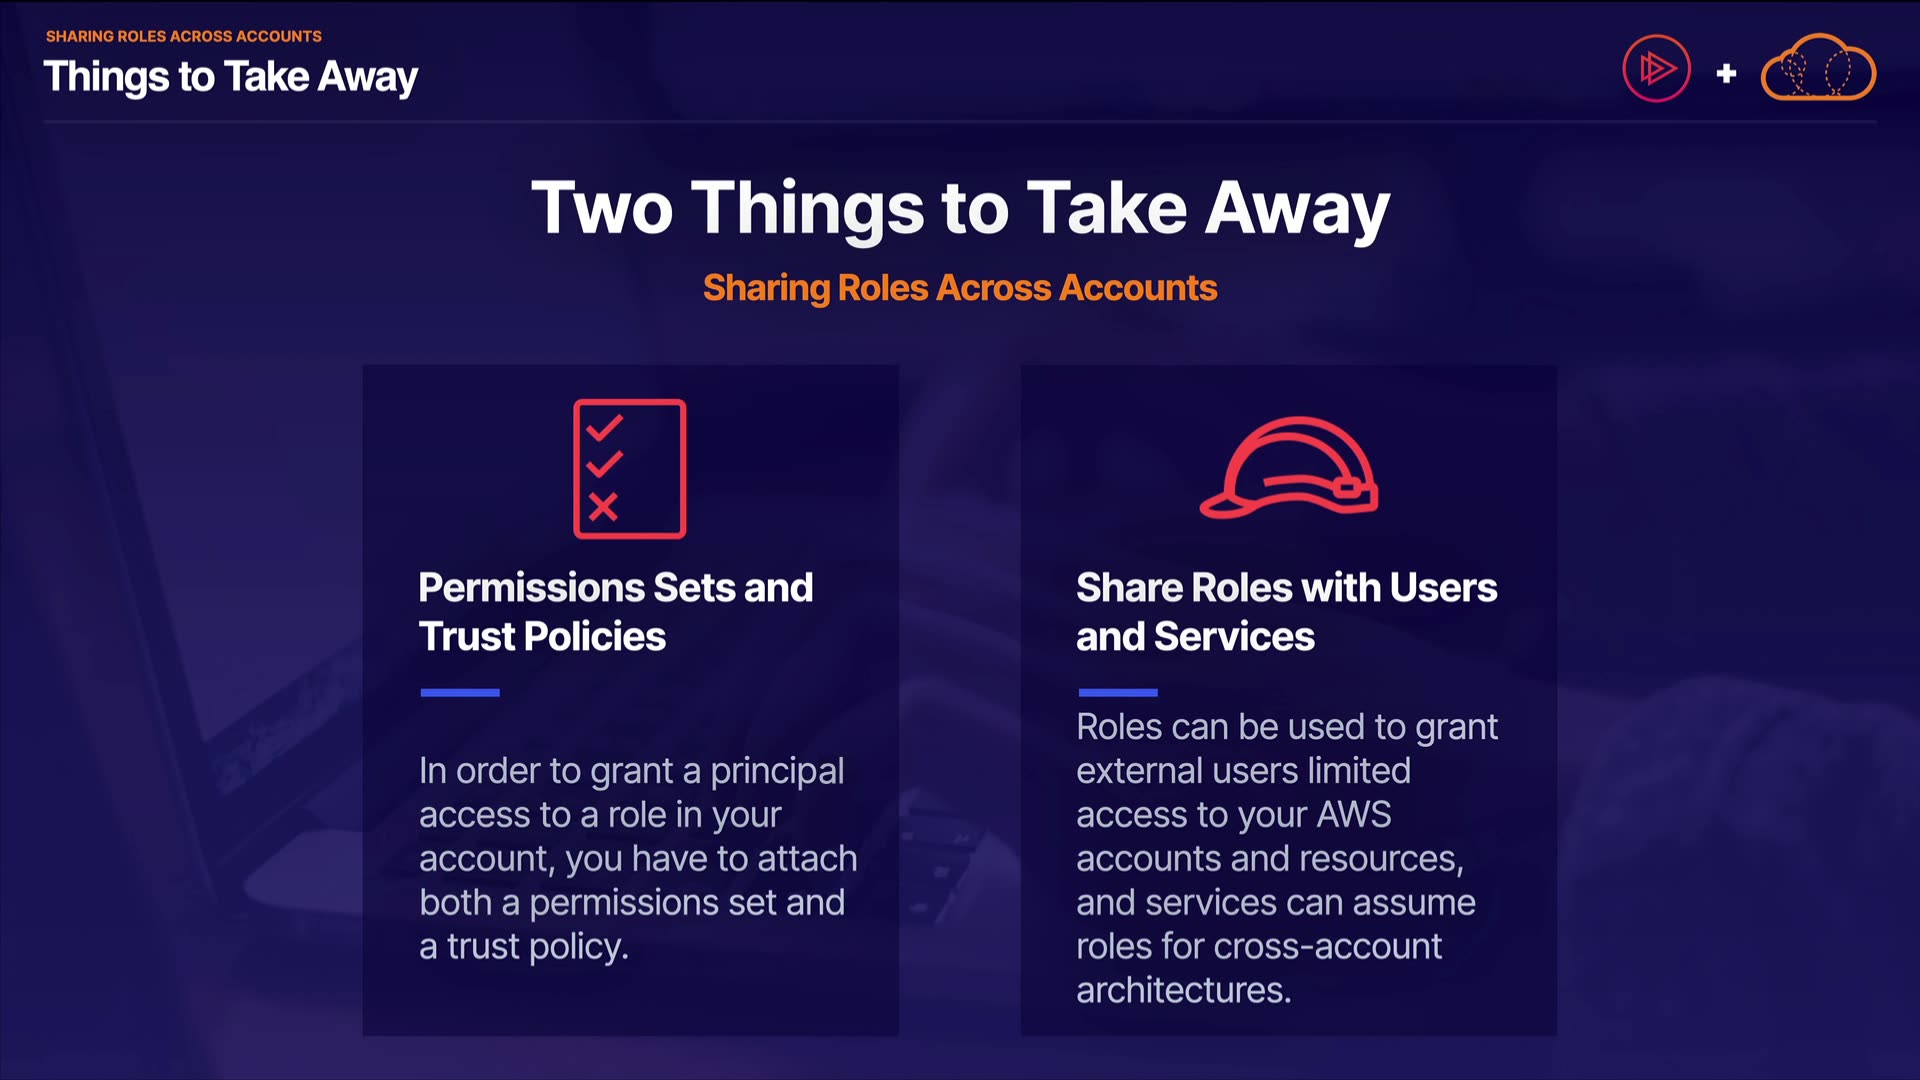 SHARING ROLES ACROSS ACCOUNTS
Things to Take Away
Two Things to Take Away
Sharing Roles Across Accounts
Permissions Sets and
Trust Policies
In order to grant a principal
access to a role in your
account, you have to attach
both a permissions set and
a trust policy.
Share Roles with Users
and Services
Roles can be used to grant
external users limited
access to your AWS
accounts and resources,
and services can assume
roles for cross-account
architectures.